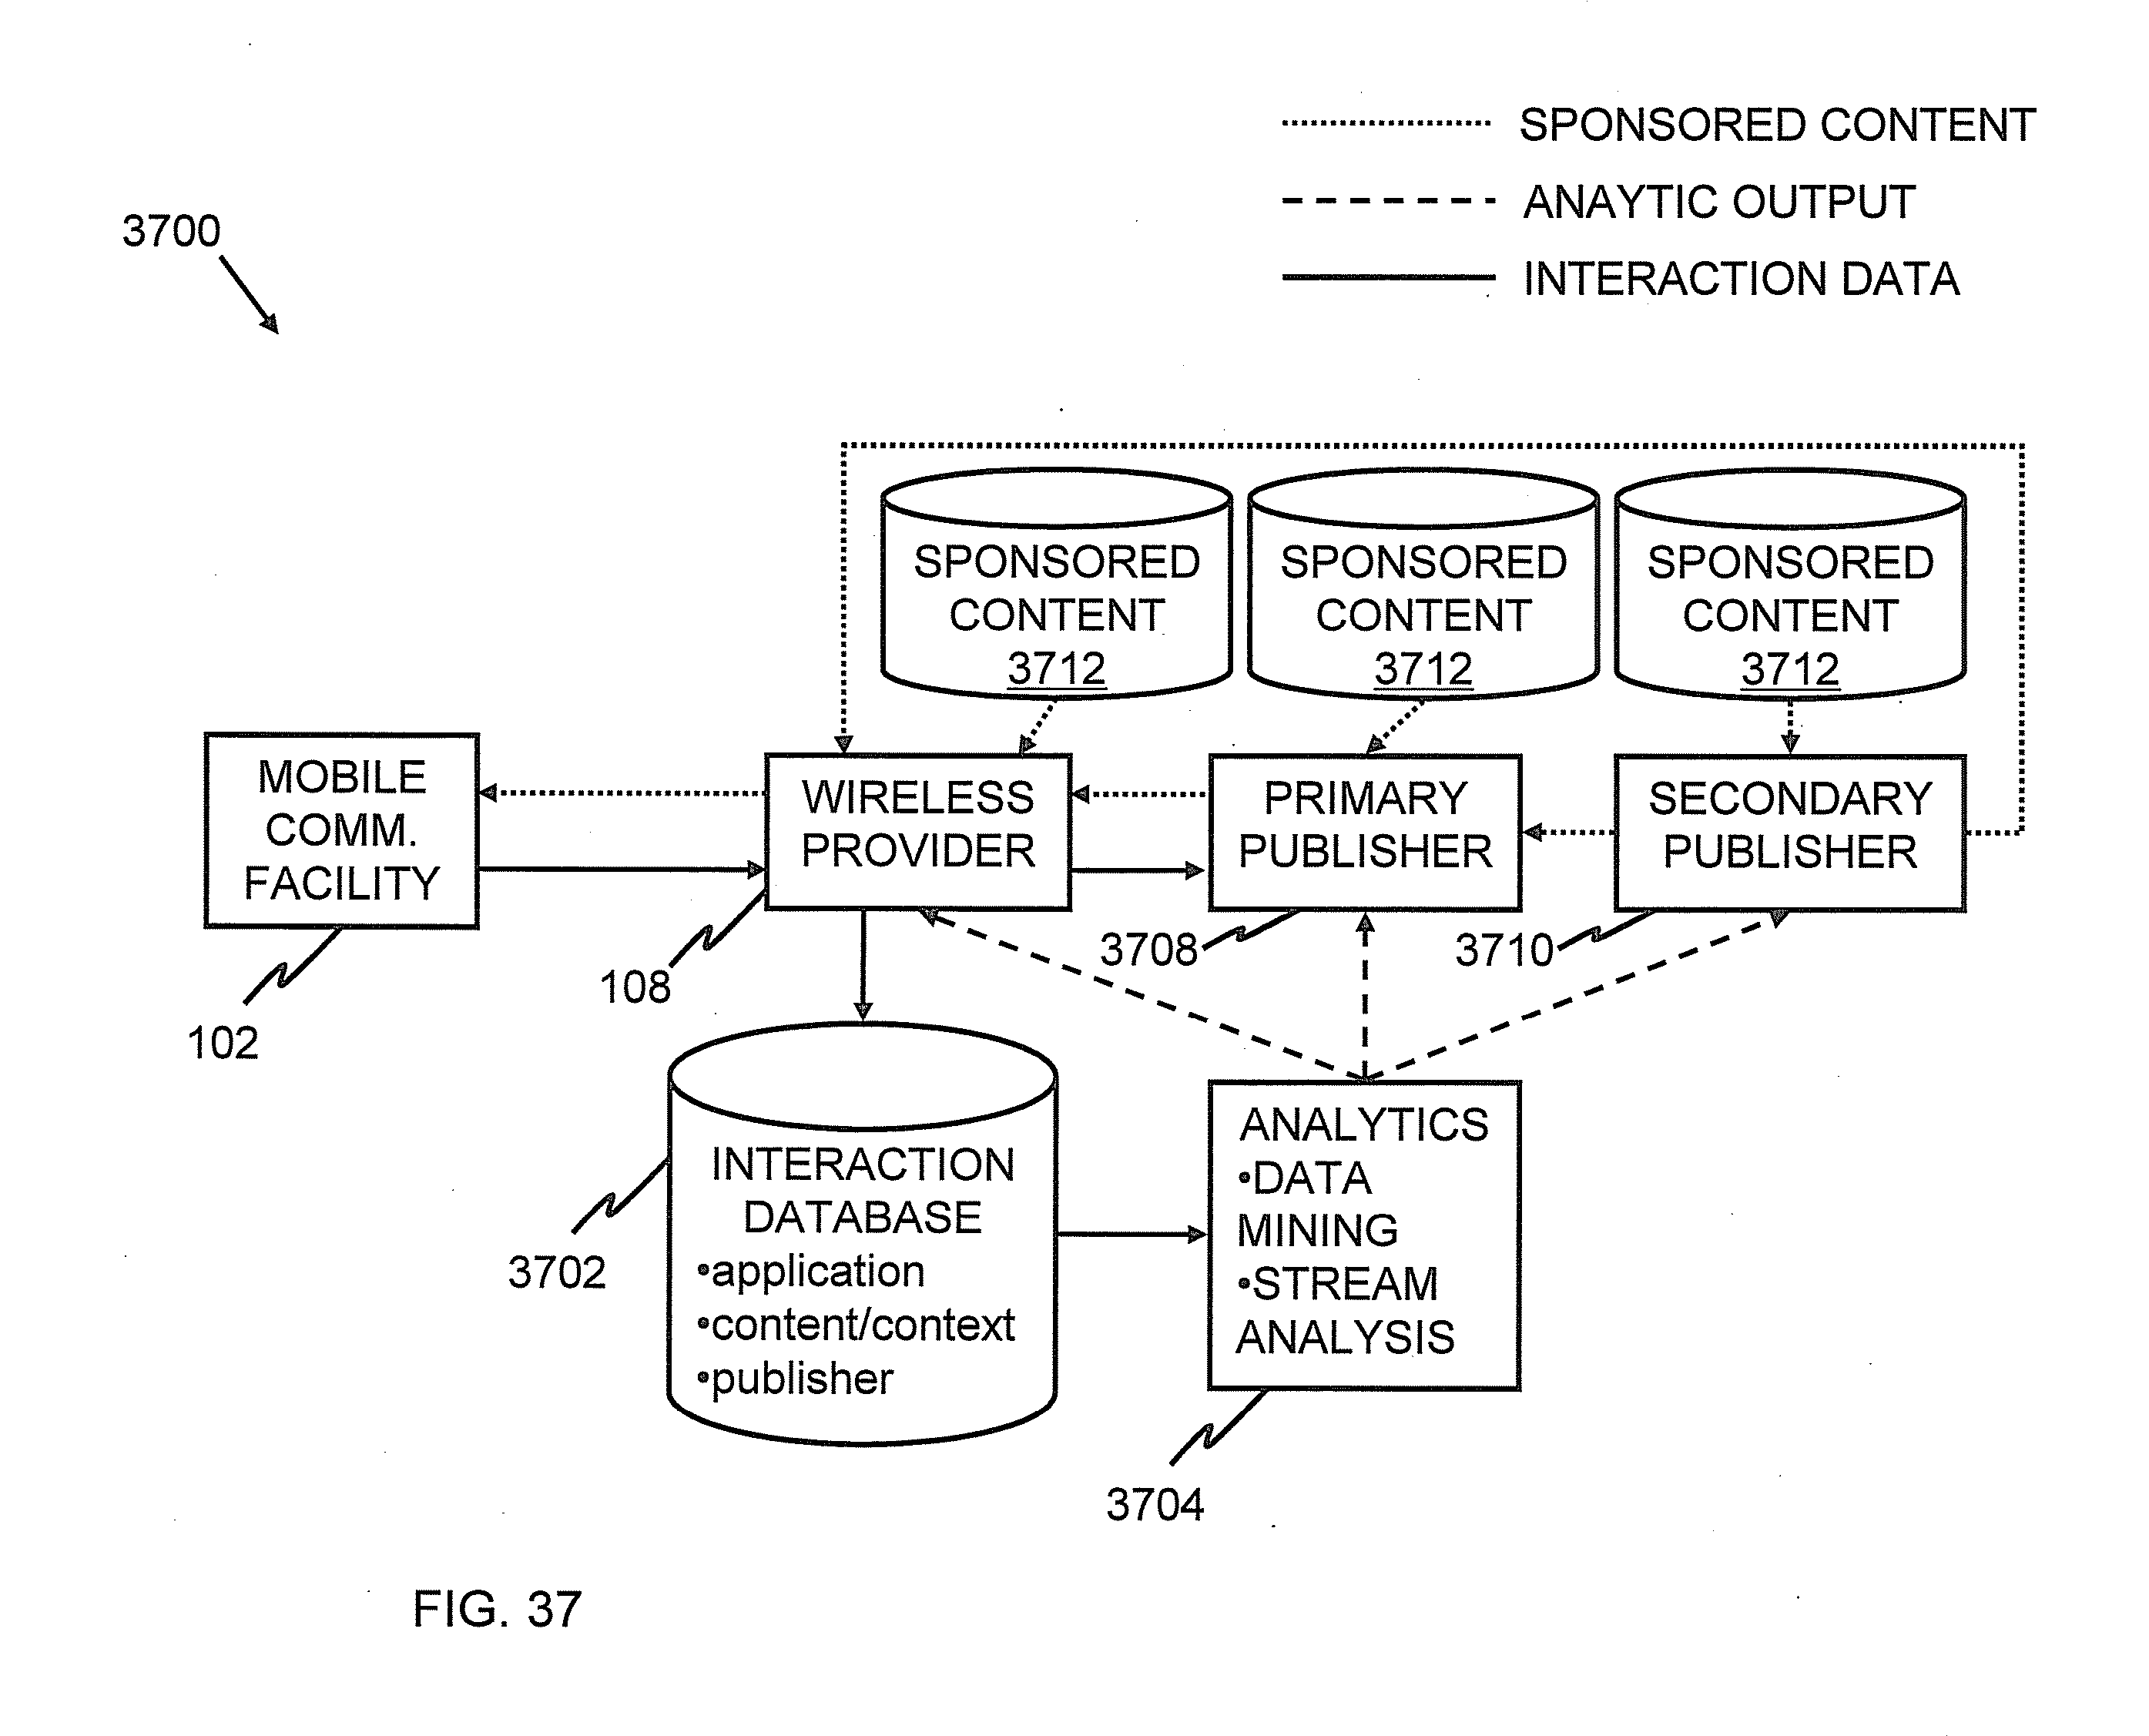 SPONSORED CONTENT
ANAYTIC OUTPUT
INTERACTION DATA
3700
SPONSORED
CONTENT
3712
SPONSORED
CONTENT
3712
SPONSORED
CONTENT
3712
MOBILE
COMM.
FACILITY
WIRELESS
PROVIDER
PRIMARY
PUBLISHER
SECONDARY
PUBLISHER
102
108
3708
3710
INTERACTION
DATABASE
•application
•content/context
•publisher
3702
ANALYTICS
•DATA
MINING
•STREAM
ANALYSIS
3704
FIG. 37